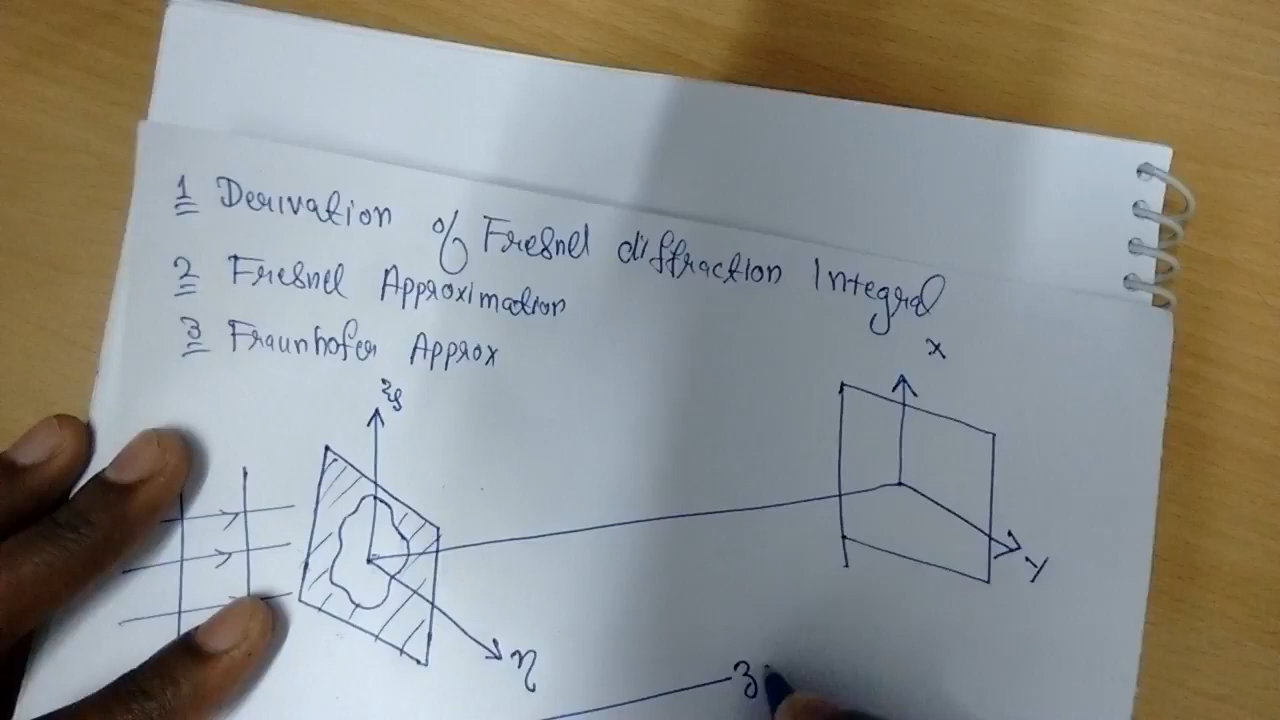 1 Derivation of Fresnel diffraction Integral
2 Fresnel Approximation
3 Fraunhofer Approx
x
y
η
z